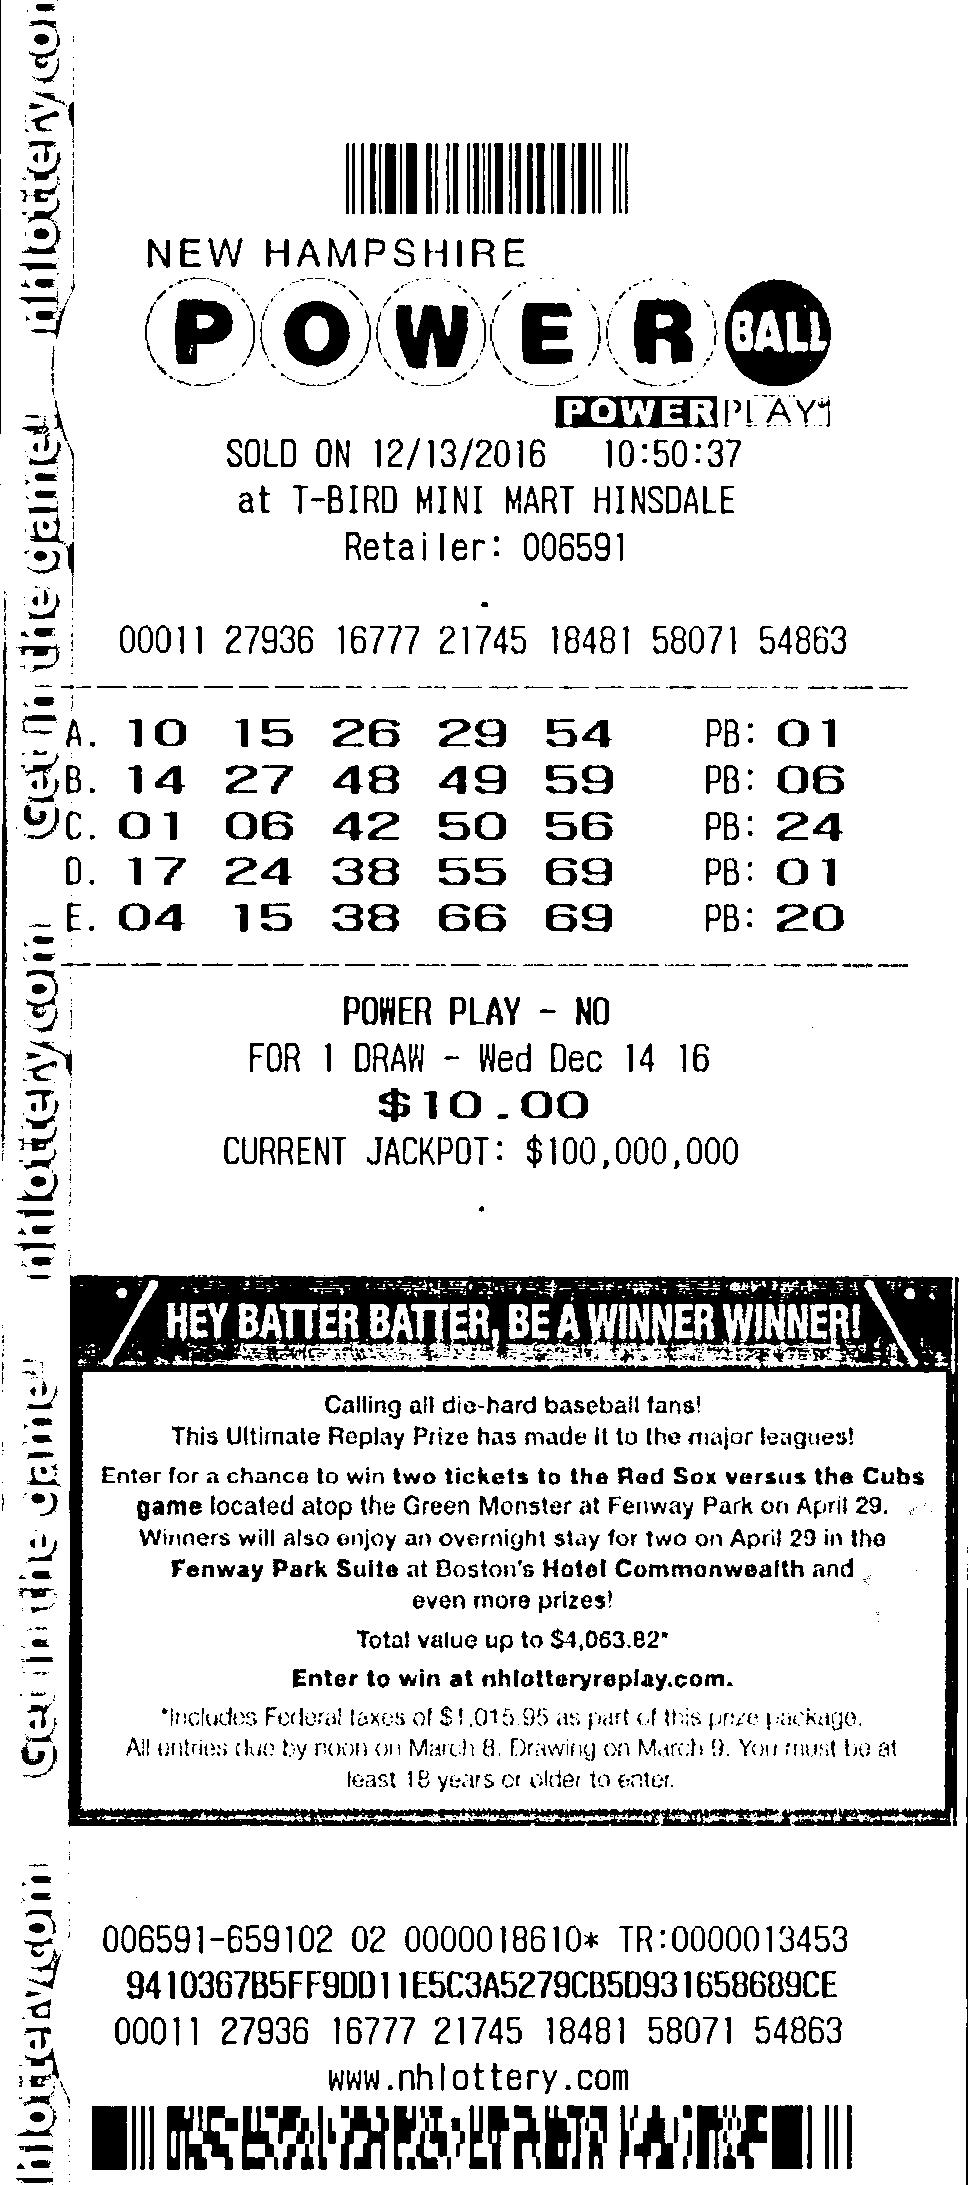 NEW HAMPSHIRE
POWER BALL
POWER PLAY
SOLD ON 12/13/2016 10:50:37
at T-BIRD MINI MART HINSDALE
Retailer: 006591
00011 27936 16777 21745 18481 58071 54863
A. 10 15 26 29 54 PB: 01
B. 14 27 48 49 59 PB: 06
C. 01 06 42 50 56 PB: 24
D. 17 24 38 55 69 PB: 01
E. 04 15 38 66 69 PB: 20
POWER PLAY - NO
FOR 1 DRAW - Wed Dec 14 16
$10.00
CURRENT JACKPOT: $100,000,000
HEY BATTER BATTER, BE A WINNER WINNER!
Calling all die-hard baseball fans!
This Ultimate Replay Prize has made it to the major leagues!
Enter for a chance to win two tickets to the Red Sox versus the Cubs
game located atop the Green Monster at Fenway Park on April 29.
Winners will also enjoy an overnight stay for two on April 29 in the
Fenway Park Suite at Boston's Hotel Commonwealth and
even more prizes!
Total value up to $4,063.82*
Enter to win at nhlotteryreplay.com.
*Includes Federal taxes of $1,015.95 as part of this prize package.
All entries due by noon on March 8. Drawing on March 9. You must be at
least 18 years or older to enter.
006591-659102 02 0000018610* TR:0000013453
9410367B5FF9DD11E5C3A5279CB5D931658689CE
00011 27936 16777 21745 18481 58071 54863
www.nhlottery.com
nhlottery.com
Get in the game!
nhlottery.com
Get in the game!
nhlottery.com